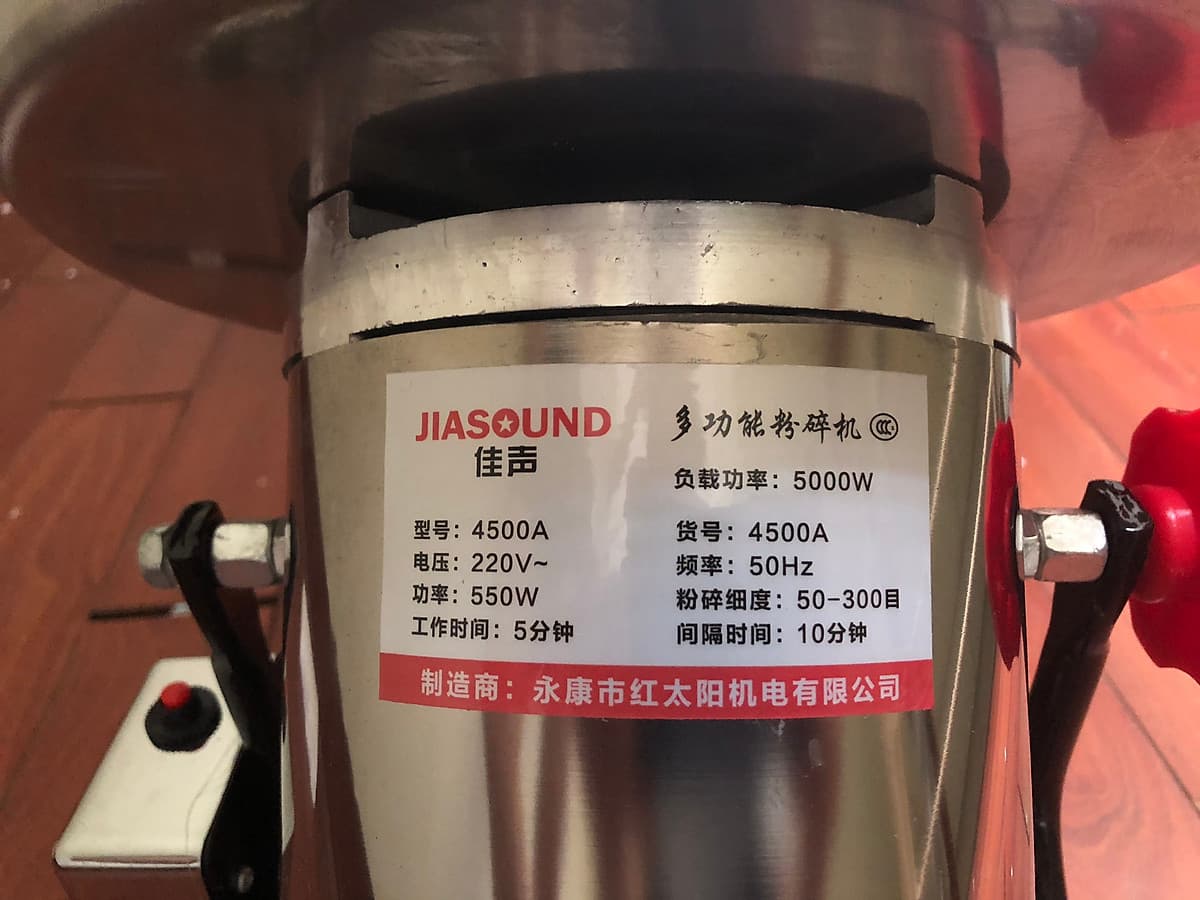 JIASOUND
佳声
多功能粉碎机
负载功率：5000W
型号：4500A 货号：4500A
电压：220V~ 频率：50Hz
功率：550W 粉碎细度：50-300目
工作时间：5分钟 间隔时间：10分钟
制造商：永康市红太阳机电有限公司